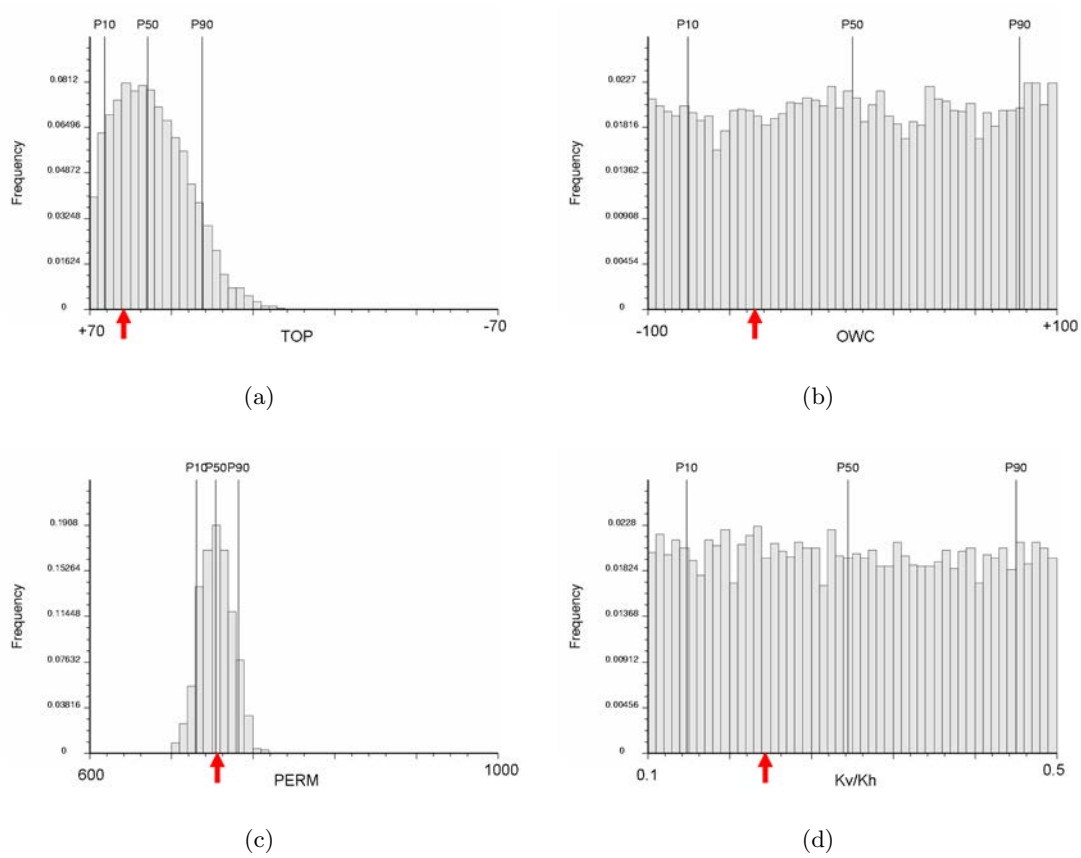 P10 P50 P90
Frequency
0.0812
0.06496
0.04872
0.03248
0.01624
0
+70 -70
TOP
(a)
P10 P50 P90
Frequency
0.0227
0.01816
0.01362
0.00908
0.00454
0
-100 +100
OWC
(b)
P10 P50 P90
Frequency
0.1908
0.15264
0.11448
0.07632
0.03816
0
600 1000
PERM
(c)
P10 P50 P90
Frequency
0.0228
0.01824
0.01368
0.00912
0.00456
0
0.1 0.5
Kv/Kh
(d)